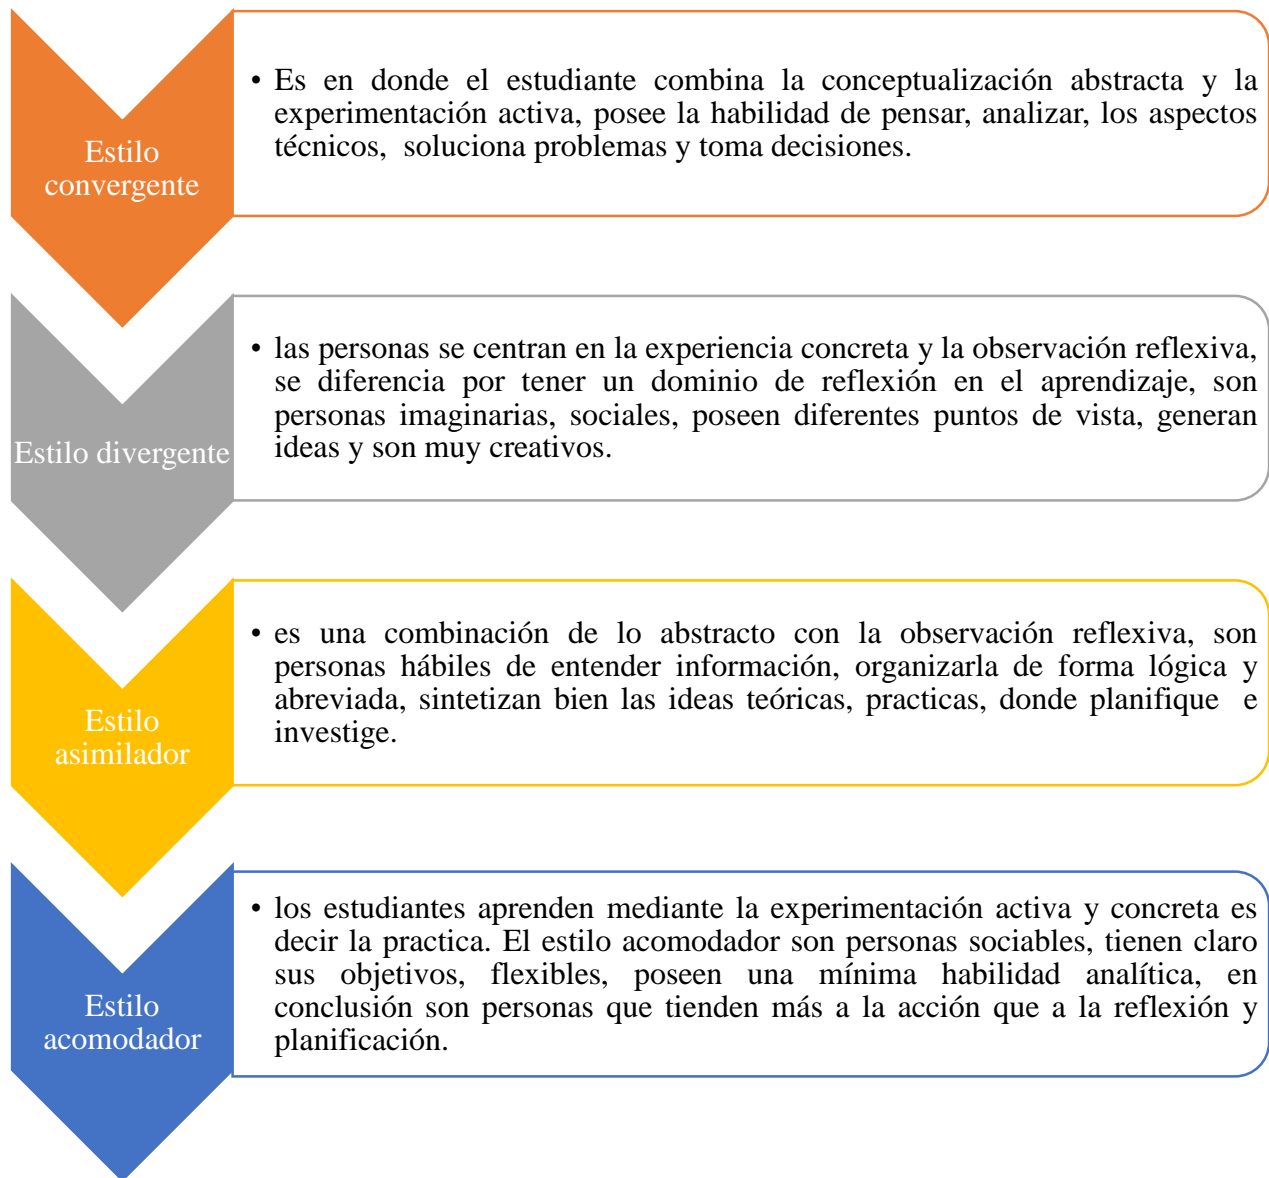 Estilo
convergente
• Es en donde el estudiante combina la conceptualización abstracta y la
experimentación activa, posee la habilidad de pensar, analizar, los aspectos
técnicos, soluciona problemas y toma decisiones.
Estilo divergente
• las personas se centran en la experiencia concreta y la observación reflexiva,
se diferencia por tener un dominio de reflexión en el aprendizaje, son
personas imaginarias, sociales, poseen diferentes puntos de vista, generan
ideas y son muy creativos.
Estilo
asimilador
• es una combinación de lo abstracto con la observación reflexiva, son
personas hábiles de entender información, organizarla de forma lógica y
abreviada, sintetizan bien las ideas teóricas, practicas, donde planifique e
investige.
Estilo
acomodador
• los estudiantes aprenden mediante la experimentación activa y concreta es
decir la practica. El estilo acomodador son personas sociables, tienen claro
sus objetivos, flexibles, poseen una mínima habilidad analítica, en
conclusión son personas que tienden más a la acción que a la reflexión y
planificación.